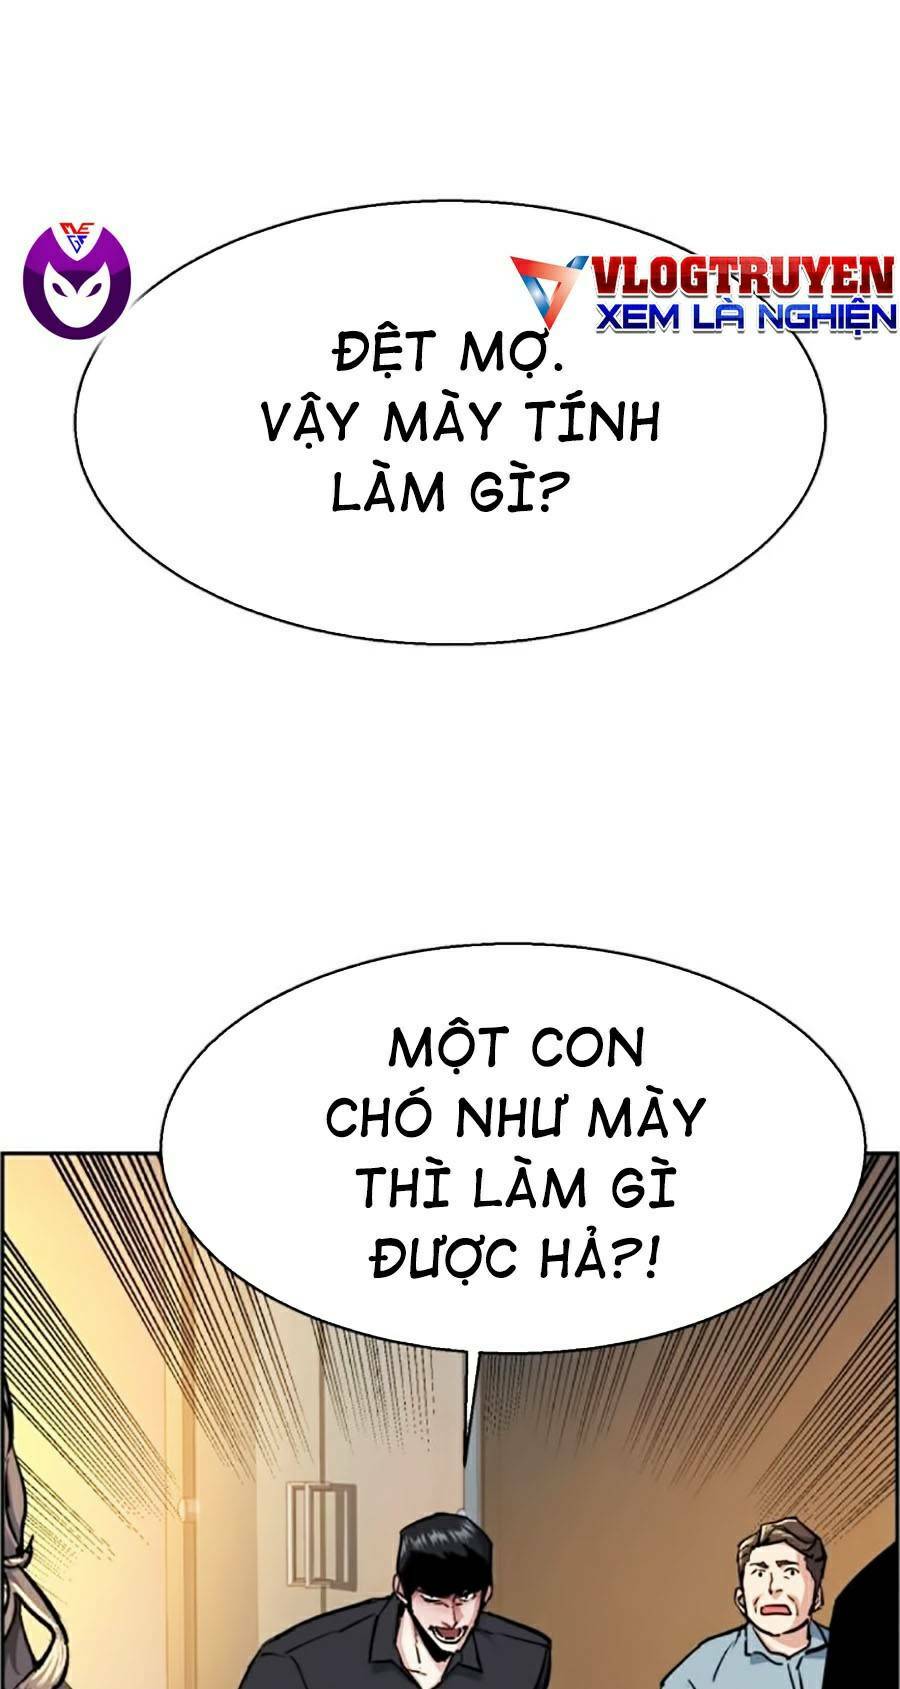 VLOGTRUYEN
XEM LÀ NGHIỆN
ĐỆT MỢ.
VẬY MÀY TÍNH
LÀM GÌ?
MỘT CON
CHÓ NHƯ MÀY
THÌ LÀM GÌ
ĐƯỢC HẢ?!